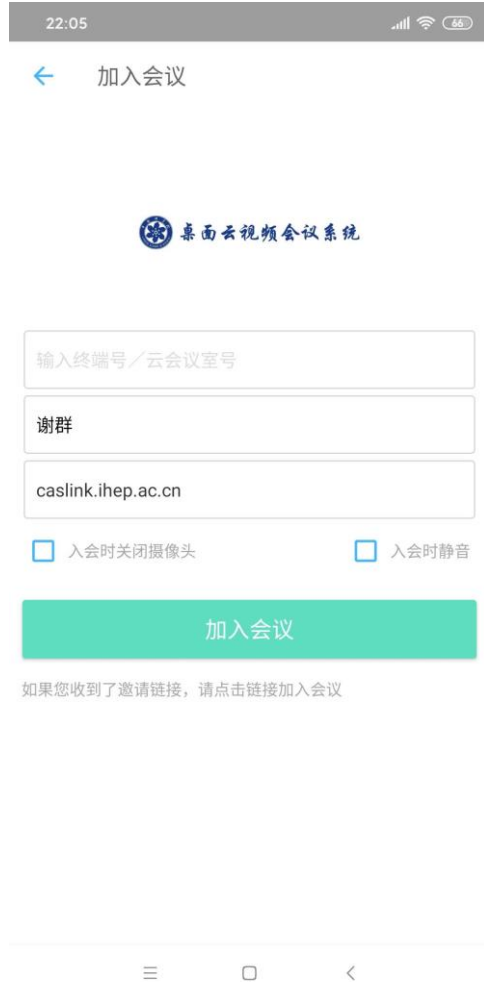 22:05
66
加入会议
桌面云视频会议系统
输入终端号／云会议室号
谢群
caslink.ihep.ac.cn
入会时关闭摄像头 入会时静音
加入会议
如果您收到了邀请链接，请点击链接加入会议